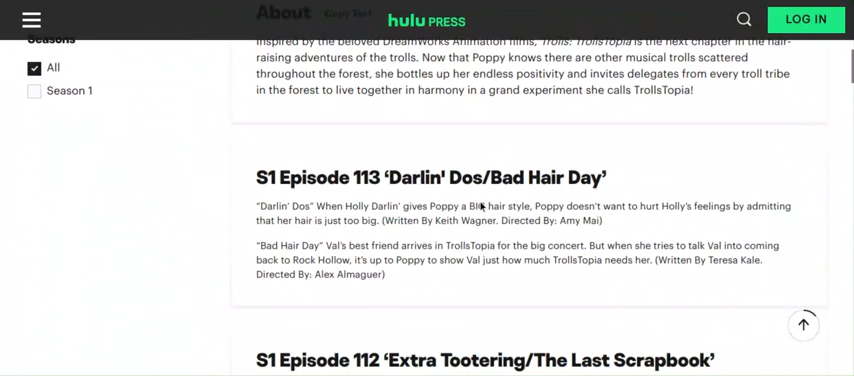 hulu PRESS
LOG IN
About Copy Text
Seasons
All
Season 1
Inspired by the beloved DreamWorks Animation films, Trolls: TrollsTopia is the next chapter in the hair-
raising adventures of the trolls. Now that Poppy knows there are other musical trolls scattered
throughout the forest, she bottles up her endless positivity and invites delegates from every troll tribe
in the forest to live together in harmony in a grand experiment she calls TrollsTopia!
S1 Episode 113 ‘Darlin' Dos/Bad Hair Day’
“Darlin’ Dos” When Holly Darlin’ gives Poppy a BIG hair style, Poppy doesn’t want to hurt Holly’s feelings by admitting
that her hair is just too big. (Written By Keith Wagner. Directed By: Amy Mai)
“Bad Hair Day” Val’s best friend arrives in TrollsTopia for the big concert. But when she tries to talk Val into coming
back to Rock Hollow, it’s up to Poppy to show Val just how much TrollsTopia needs her. (Written By Teresa Kale.
Directed By: Alex Almaguer)
S1 Episode 112 ‘Extra Tootering/The Last Scrapbook’